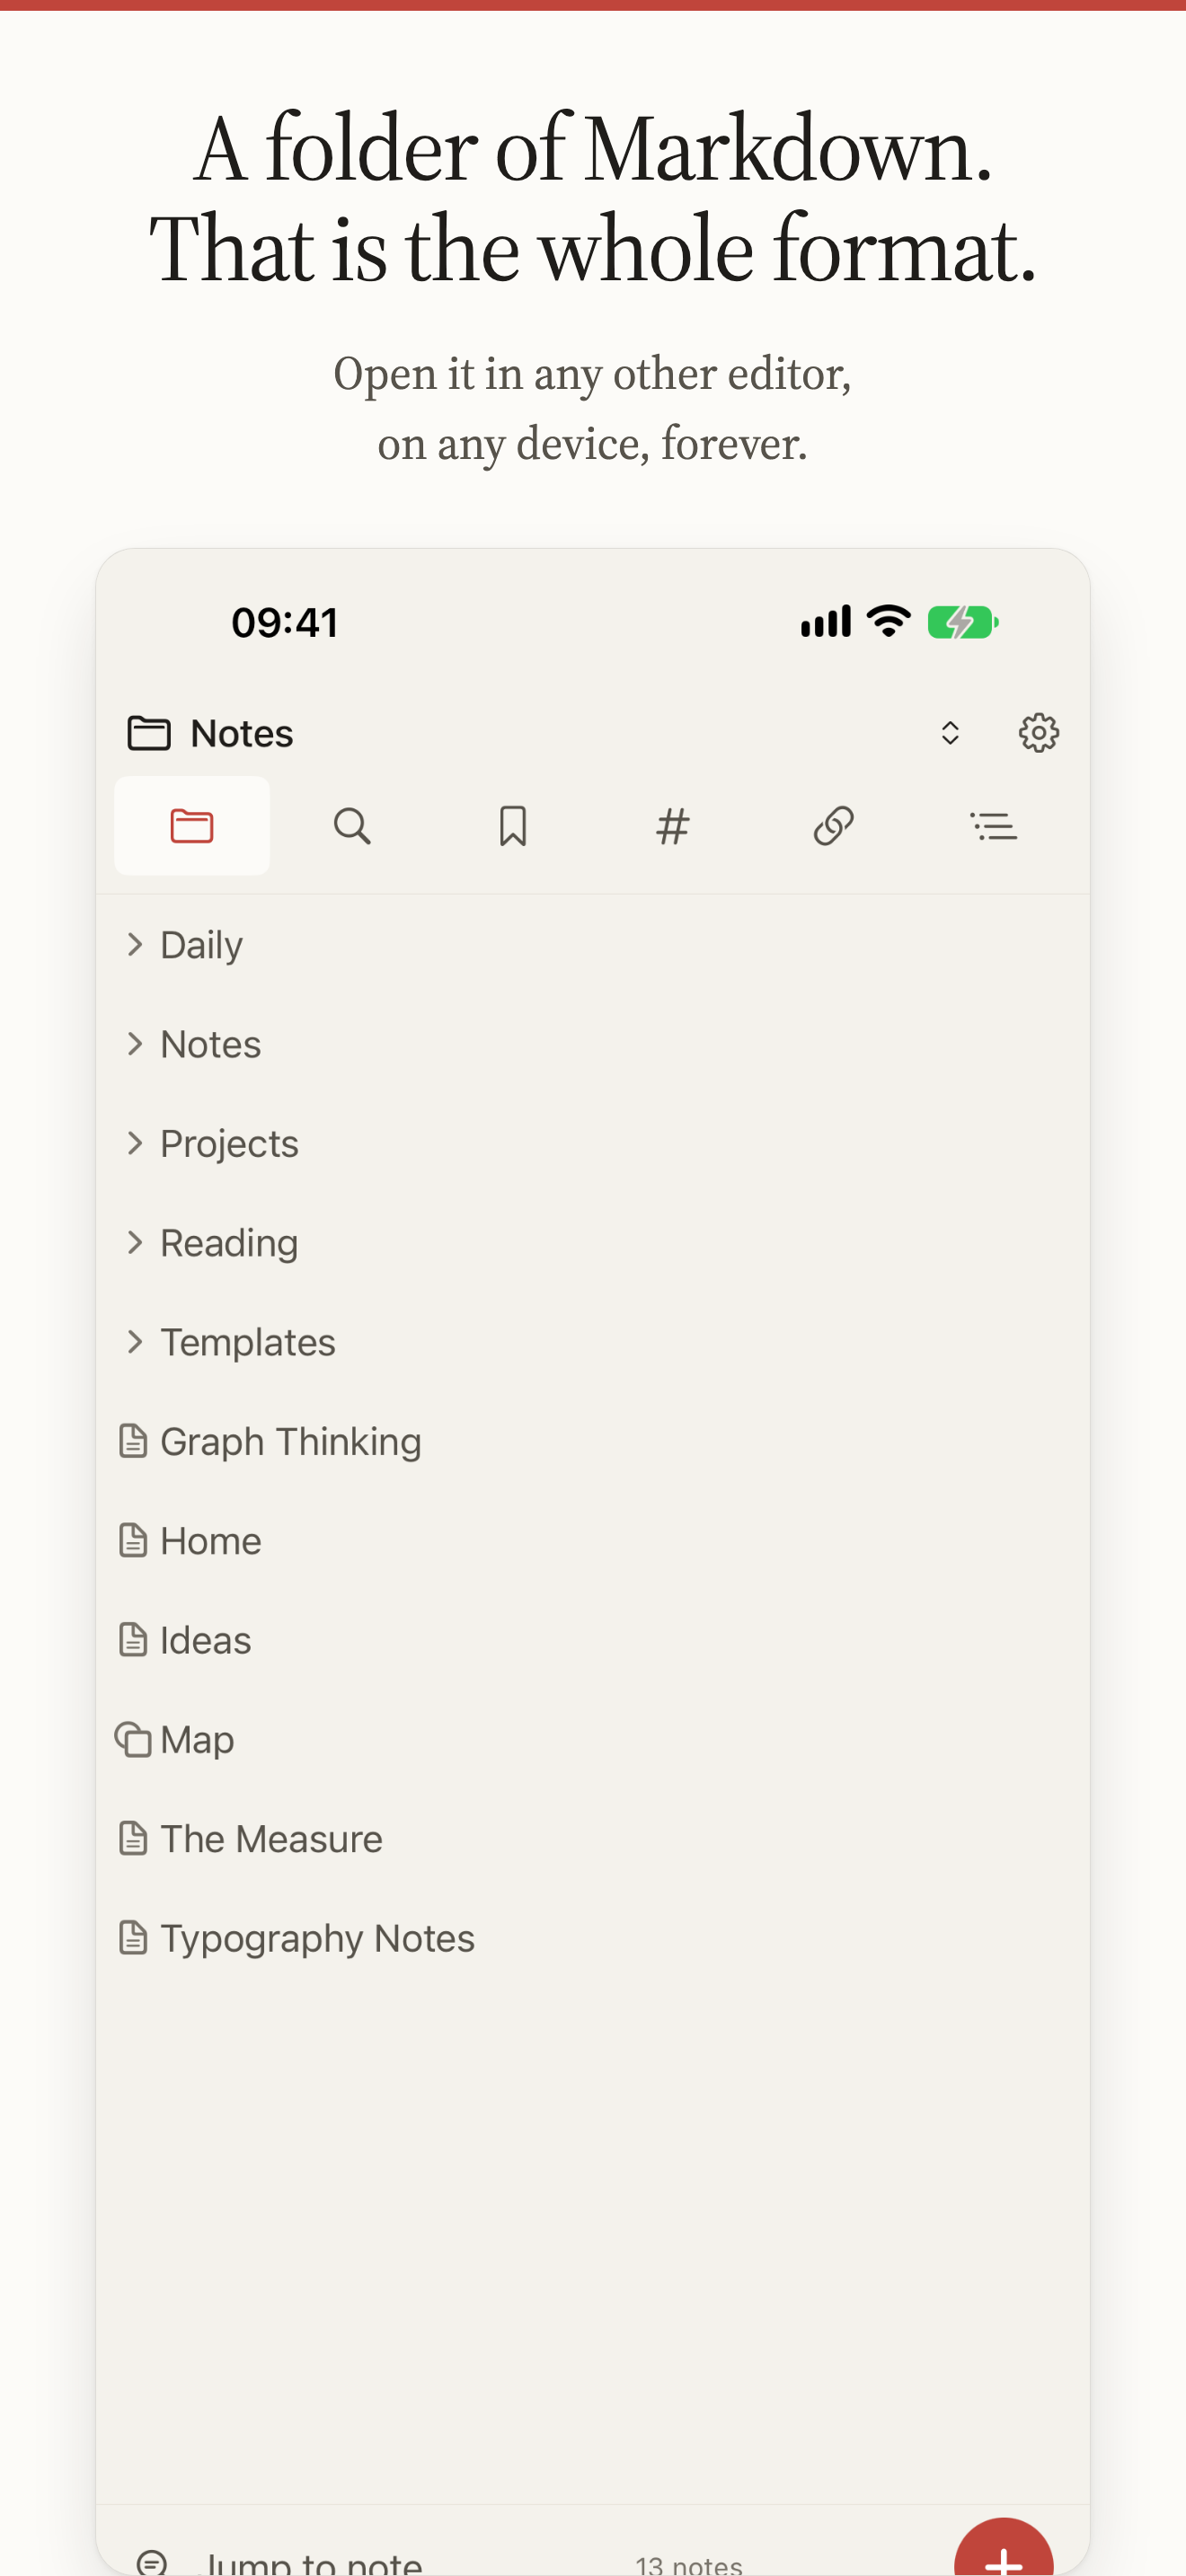 A folder of Markdown.
That is the whole format.
Open it in any other editor,
on any device, forever.
09:41
Notes
Daily
Notes
Projects
Reading
Templates
Graph Thinking
Home
Ideas
Map
The Measure
Typography Notes
Jump to note
13 notes